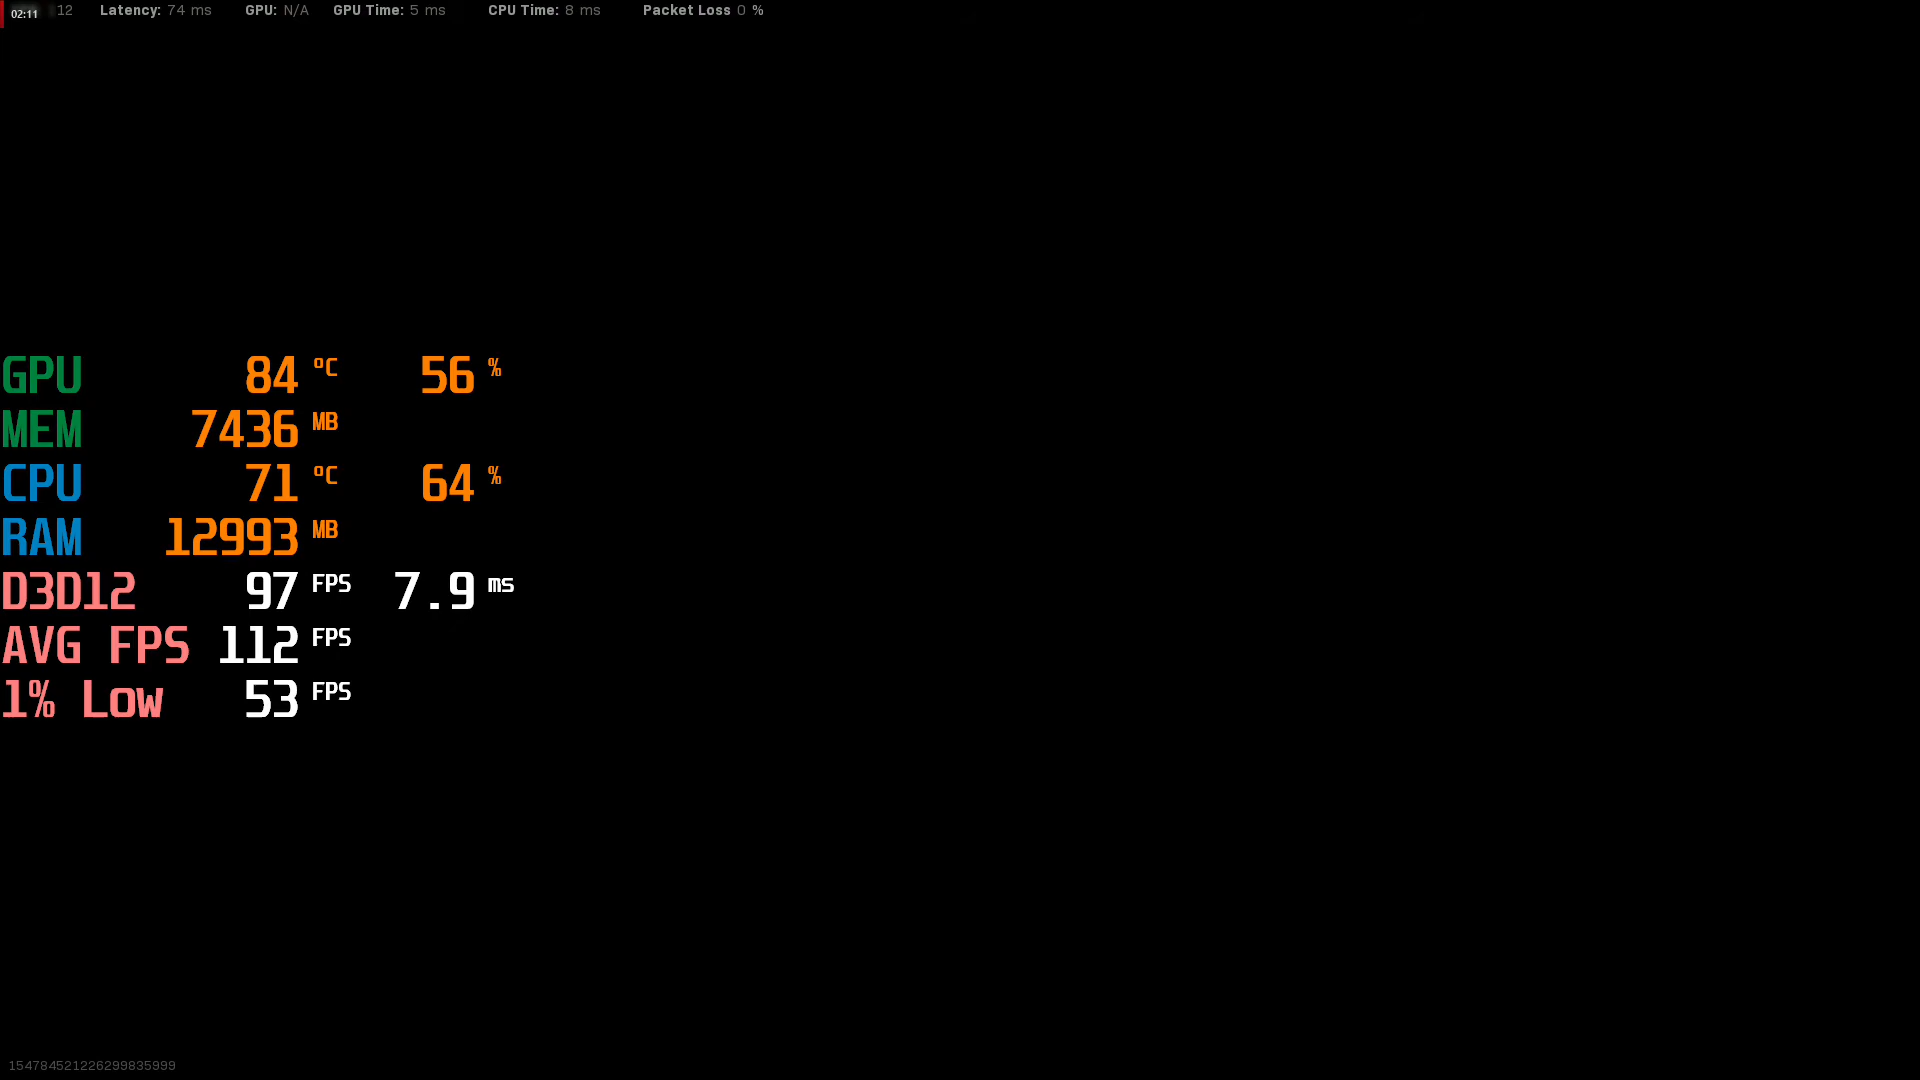 02:11 12 Latency: 74 ms GPU: N/A GPU Time: 5 ms CPU Time: 8 ms Packet Loss 0 %
GPU 84 °C 56 %
MEM 7436 MB
CPU 71 °C 64 %
RAM 12993 MB
D3D12 97 FPS 7.9 ms
AVG FPS 112 FPS
1% Low 53 FPS
154784521226299835999